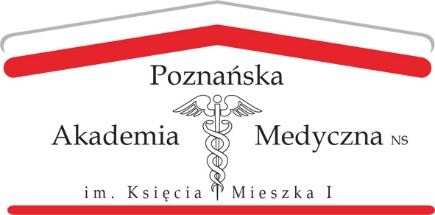 Poznańska
Akademia Medyczna NS
im. Księcia Mieszka I